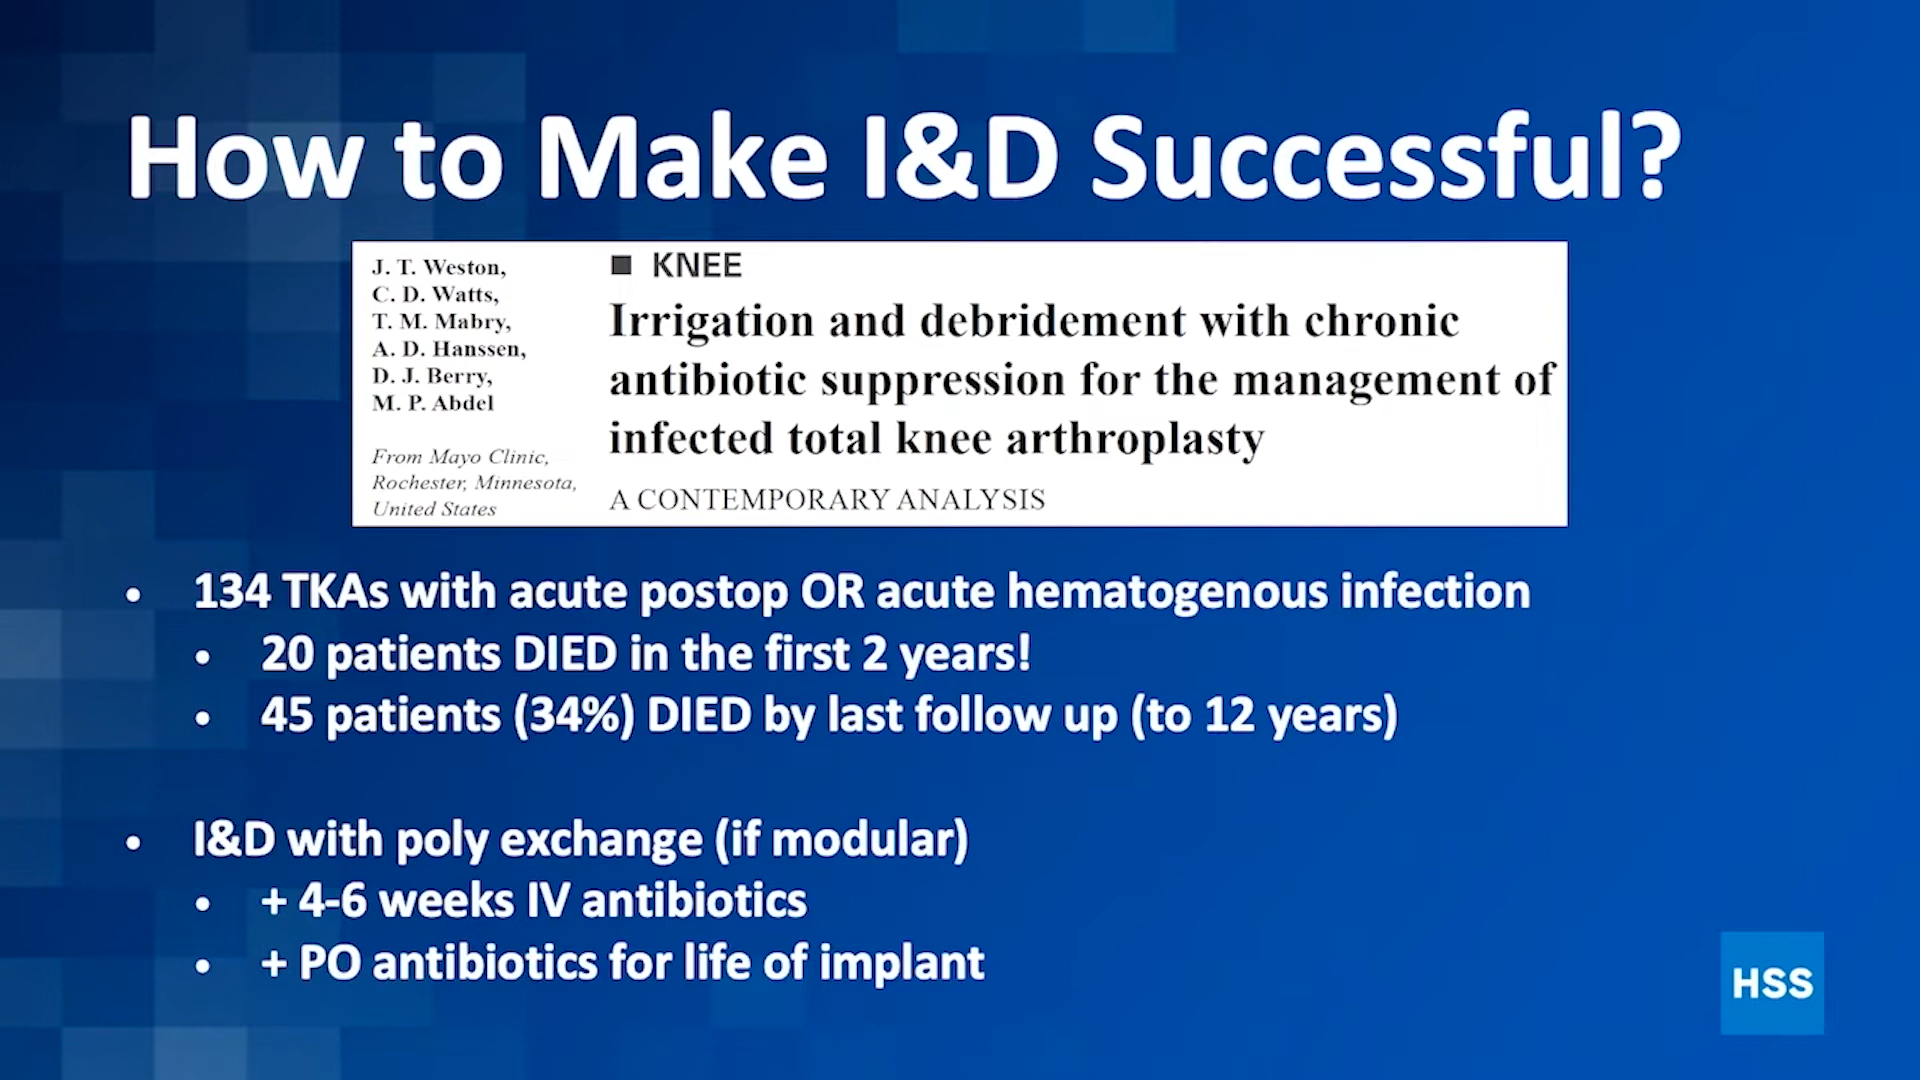 How to Make I&D Successful?
J. T. Weston,
C. D. Watts,
T. M. Mabry,
A. D. Hanssen,
D. J. Berry,
M. P. Abdel
From Mayo Clinic,
Rochester, Minnesota,
United States
■ KNEE
Irrigation and debridement with chronic
antibiotic suppression for the management of
infected total knee arthroplasty
A CONTEMPORARY ANALYSIS
• 134 TKAs with acute postop OR acute hematogenous infection
• 20 patients DIED in the first 2 years!
• 45 patients (34%) DIED by last follow up (to 12 years)
• I&D with poly exchange (if modular)
• + 4-6 weeks IV antibiotics
• + PO antibiotics for life of implant
HSS